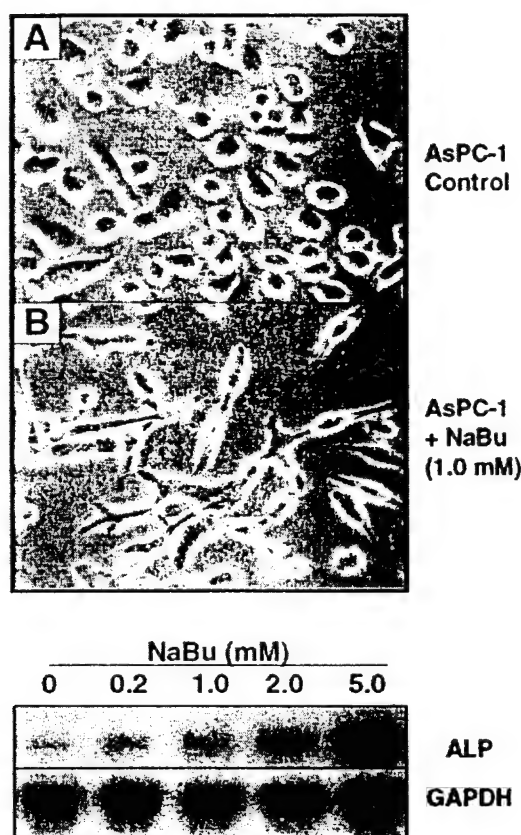 A
AsPC-1
Control
B
AsPC-1
+ NaBu
(1.0 mM)
NaBu (mM)
0 0.2 1.0 2.0 5.0
ALP
GAPDH